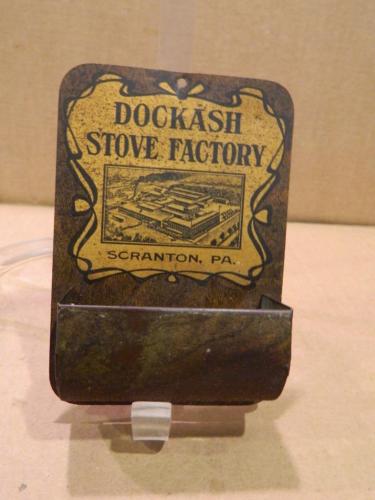 DOCKASH
STOVE FACTORY
SCRANTON, PA.